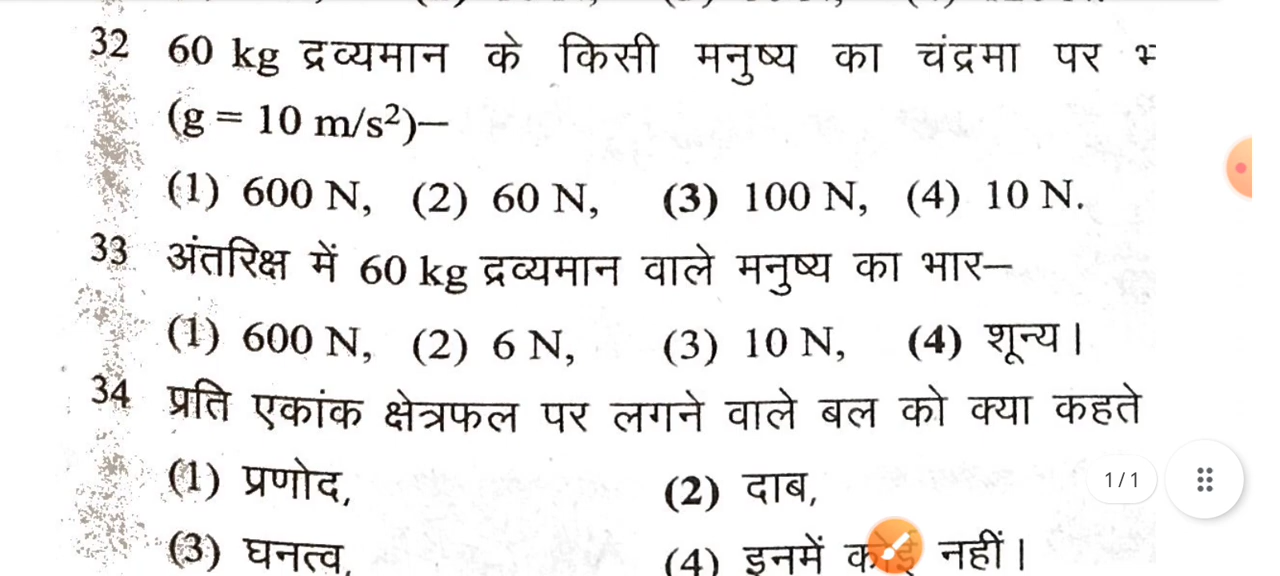 32 60 kg द्रव्यमान के किसी मनुष्य का चंद्रमा पर
(g = 10 m/s²)–
(1) 600 N, (2) 60 N, (3) 100 N, (4) 10 N.
33 अंतरिक्ष में 60 kg द्रव्यमान वाले मनुष्य का भार–
(1) 600 N, (2) 6 N, (3) 10 N, (4) शून्य।
34 प्रति एकांक क्षेत्रफल पर लगने वाले बल को क्या कहते
(1) प्रणोद, (2) दाब,
1/1
(3) घनत्व, (4) इनमें नहीं।